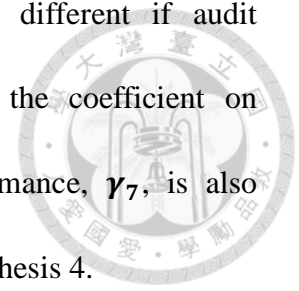 different if audit
the coefficient on
mance, γ₇, is also
hesis 4.